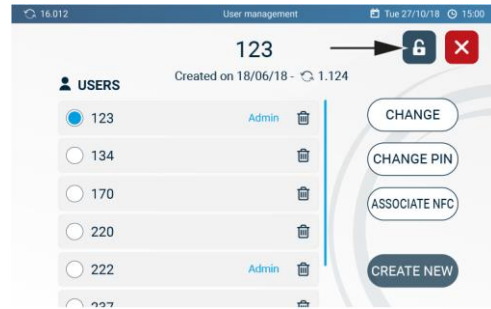 16.012 User management Tue 27/10/18 15:00
123
Created on 18/06/18 - 1.124
USERS
123 Admin
134
170
220
222 Admin
237
CHANGE
CHANGE PIN
ASSOCIATE NFC
CREATE NEW